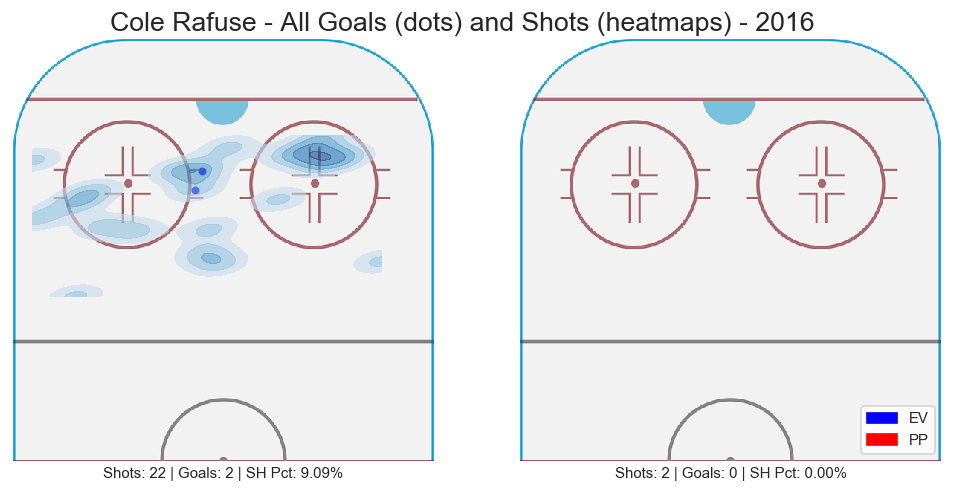 Cole Rafuse - All Goals (dots) and Shots (heatmaps) - 2016
EV
PP
Shots: 22 | Goals: 2 | SH Pct: 9.09%
Shots: 2 | Goals: 0 | SH Pct: 0.00%